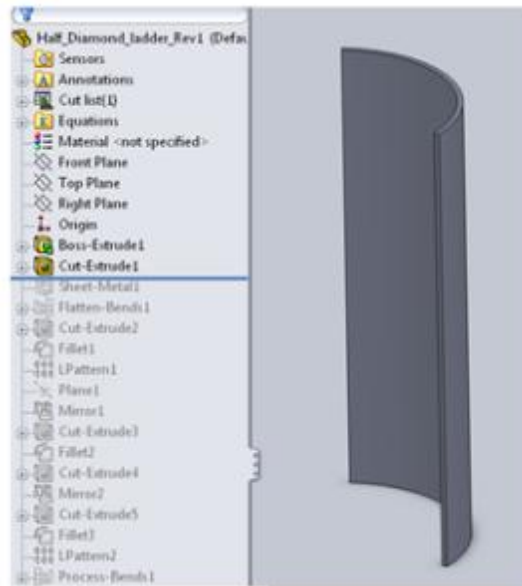 Half_Diamond_ladder_Rev1 (Defau
Sensors
Annotations
Cut list(1)
Equations
Material <not specified>
Front Plane
Top Plane
Right Plane
Origin
Boss-Extrude1
Cut-Extrude1
Sheet-Metal1
Flatten-Bends1
Cut-Extrude2
Fillet1
LPattern1
Plane1
Mirror1
Cut-Extrude3
Fillet2
Cut-Extrude4
Mirror2
Cut-Extrude5
Fillet3
LPattern2
Process-Bends1